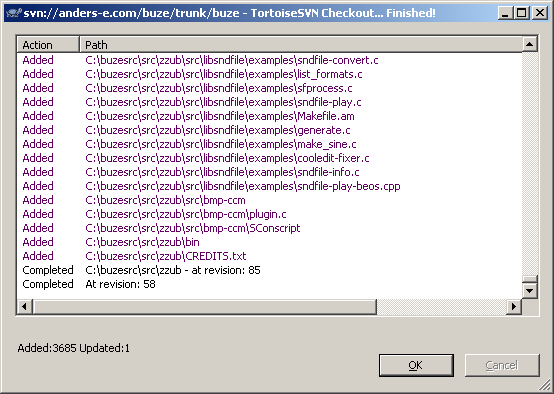 svn://anders-e.com/buze/trunk/buze - TortoiseSVN Checkout... Finished!
Action Path
Added C:\buzesrc\src\zzub\src\libsndfile\examples\sndfile-convert.c
Added C:\buzesrc\src\zzub\src\libsndfile\examples\list_formats.c
Added C:\buzesrc\src\zzub\src\libsndfile\examples\sfprocess.c
Added C:\buzesrc\src\zzub\src\libsndfile\examples\sndfile-play.c
Added C:\buzesrc\src\zzub\src\libsndfile\examples\Makefile.am
Added C:\buzesrc\src\zzub\src\libsndfile\examples\generate.c
Added C:\buzesrc\src\zzub\src\libsndfile\examples\make_sine.c
Added C:\buzesrc\src\zzub\src\libsndfile\examples\cooledit-fixer.c
Added C:\buzesrc\src\zzub\src\libsndfile\examples\sndfile-info.c
Added C:\buzesrc\src\zzub\src\libsndfile\examples\sndfile-play-beos.cpp
Added C:\buzesrc\src\zzub\src\bmp-ccm
Added C:\buzesrc\src\zzub\src\bmp-ccm\plugin.c
Added C:\buzesrc\src\zzub\src\bmp-ccm\SConscript
Added C:\buzesrc\src\zzub\bin
Added C:\buzesrc\src\zzub\CREDITS.txt
Completed C:\buzesrc\src\zzub - at revision: 85
Completed At revision: 58
Added:3685 Updated:1
OK Cancel